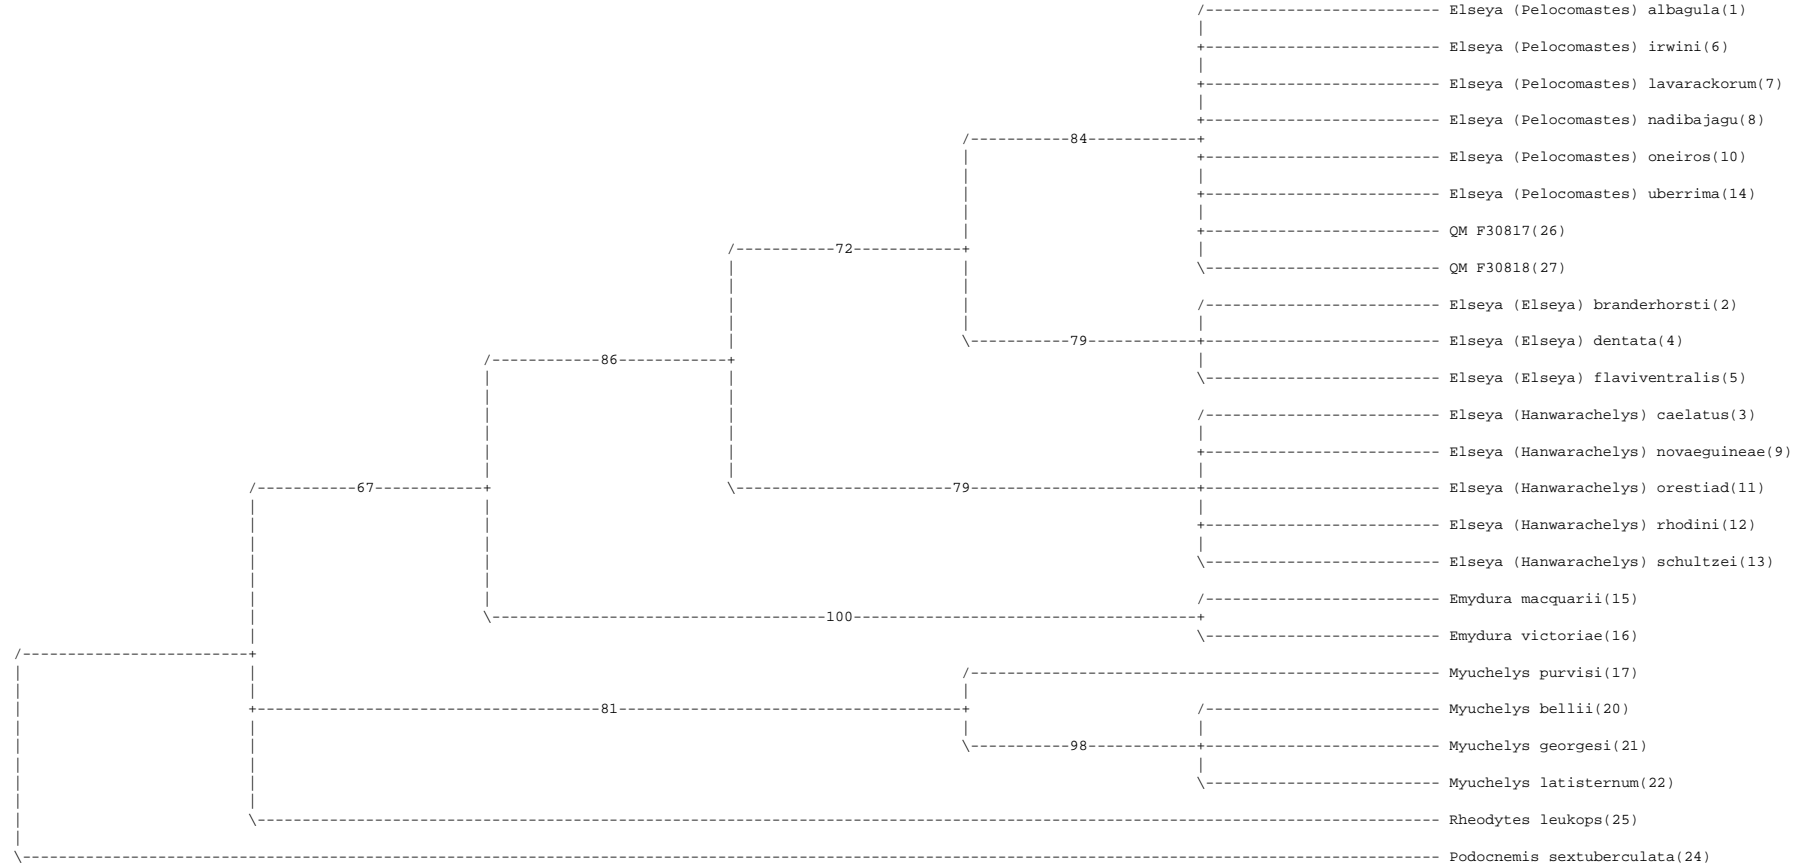 Elseya (Pelocomastes) albagula(1)
Elseya (Pelocomastes) irwini(6)
Elseya (Pelocomastes) lavarackorum(7)
Elseya (Pelocomastes) nadibajagu(8)
84
Elseya (Pelocomastes) oneiros(10)
Elseya (Pelocomastes) uberrima(14)
QM F30817(26)
72
QM F30818(27)
Elseya (Elseya) branderhorsti(2)
79
Elseya (Elseya) dentata(4)
86
Elseya (Elseya) flaviventralis(5)
Elseya (Hanwarachelys) caelatus(3)
Elseya (Hanwarachelys) novaeguineae(9)
67
79
Elseya (Hanwarachelys) orestiad(11)
Elseya (Hanwarachelys) rhodini(12)
Elseya (Hanwarachelys) schultzei(13)
Emydura macquarii(15)
100
Emydura victoriae(16)
Myuchelys purvisi(17)
81
Myuchelys bellii(20)
98
Myuchelys georgesi(21)
Myuchelys latisternum(22)
Rheodytes leukops(25)
Podocnemis sextuberculata(24)